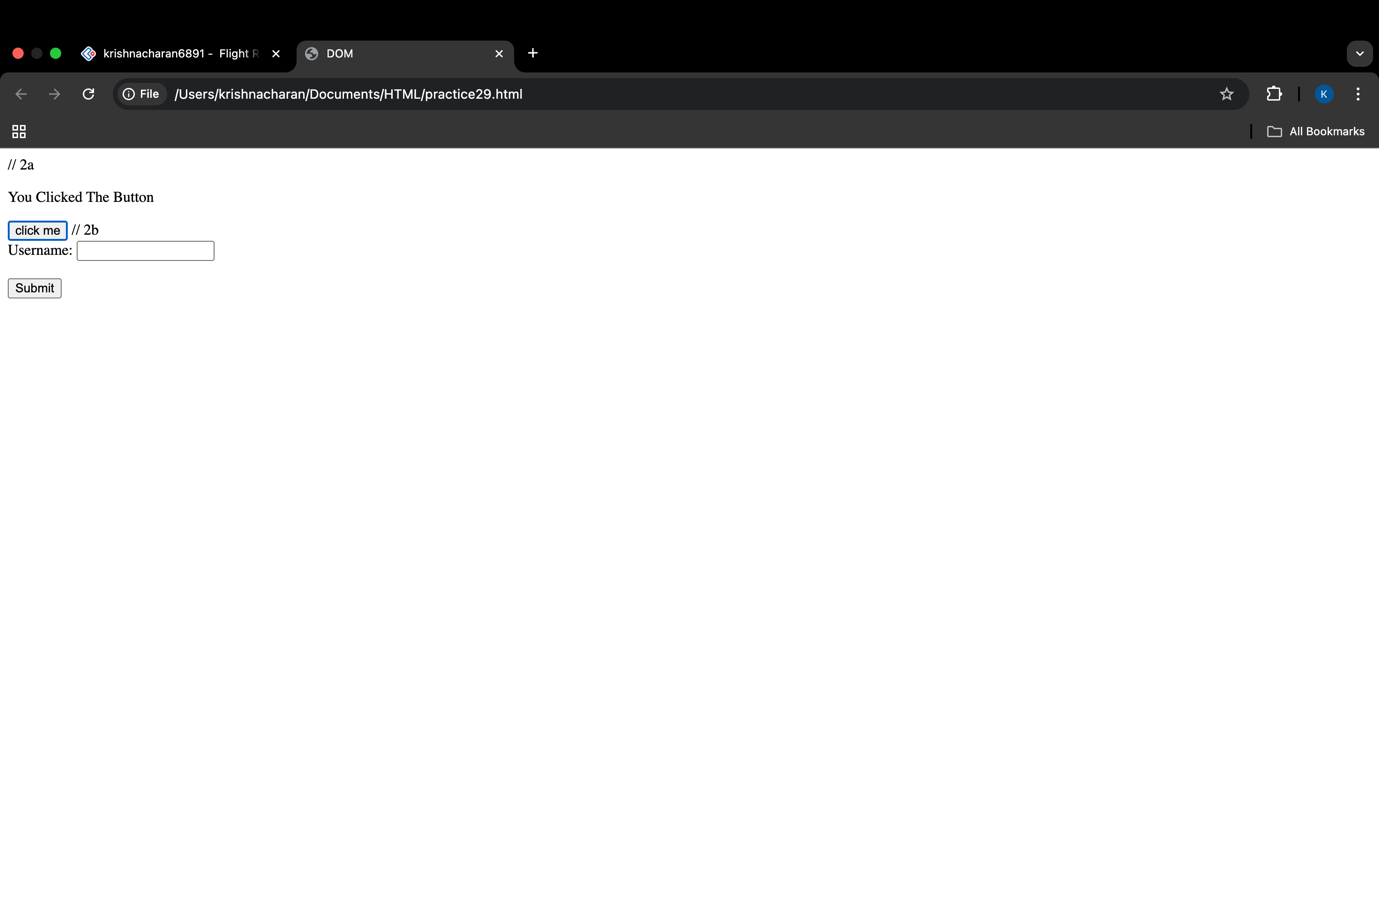 krishnacharan6891 - Flight R
DOM
File
/Users/krishnacharan/Documents/HTML/practice29.html
K
All Bookmarks
// 2a
You Clicked The Button
click me // 2b
Username:
Submit